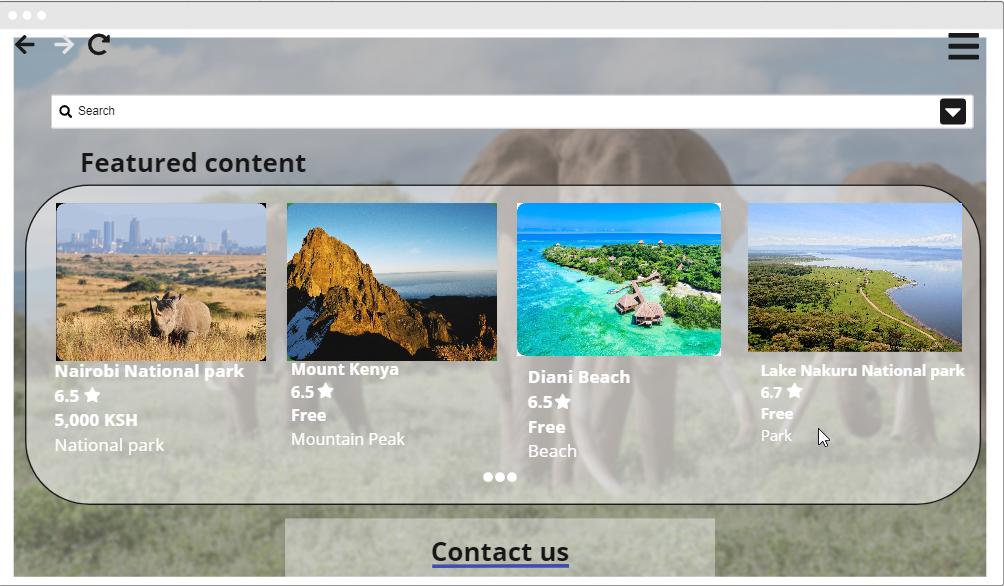 Search
Featured content
Nairobi National park
6.5
5,000 KSH
National park
Mount Kenya
6.5
Free
Mountain Peak
Diani Beach
6.5
Free
Beach
Lake Nakuru National park
6.7
Free
Park
Contact us